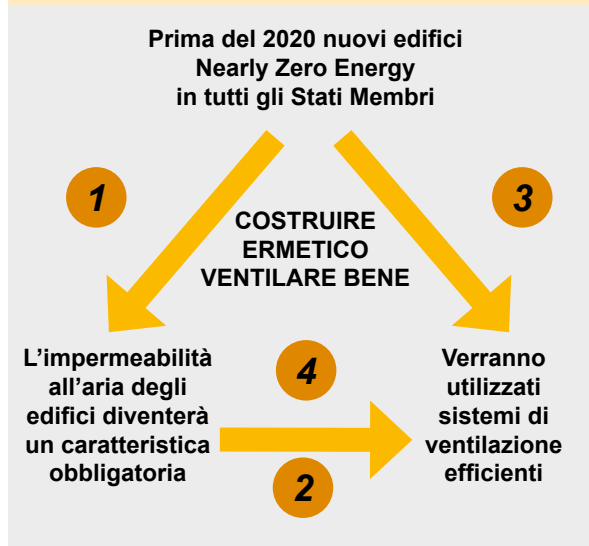 Prima del 2020 nuovi edifici
Nearly Zero Energy
in tutti gli Stati Membri
1
3
COSTRUIRE
ERMETICO
VENTILARE BENE
L'impermeabilità
all'aria degli
edifici diventerà
un caratteristica
obbligatoria
4
2
Verranno
utilizzati
sistemi di
ventilazione
efficienti